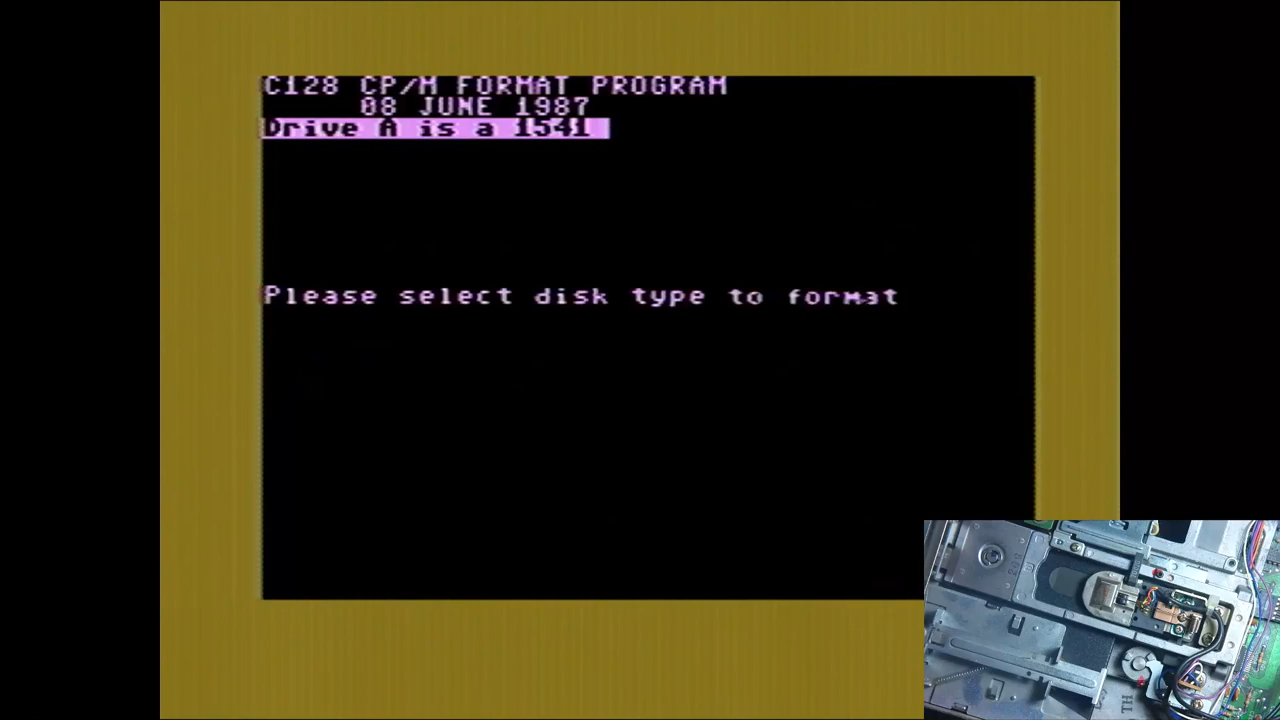 C128 CP/M FORMAT PROGRAM
08 JUNE 1987
Drive A is a 1541
Please select disk type to format